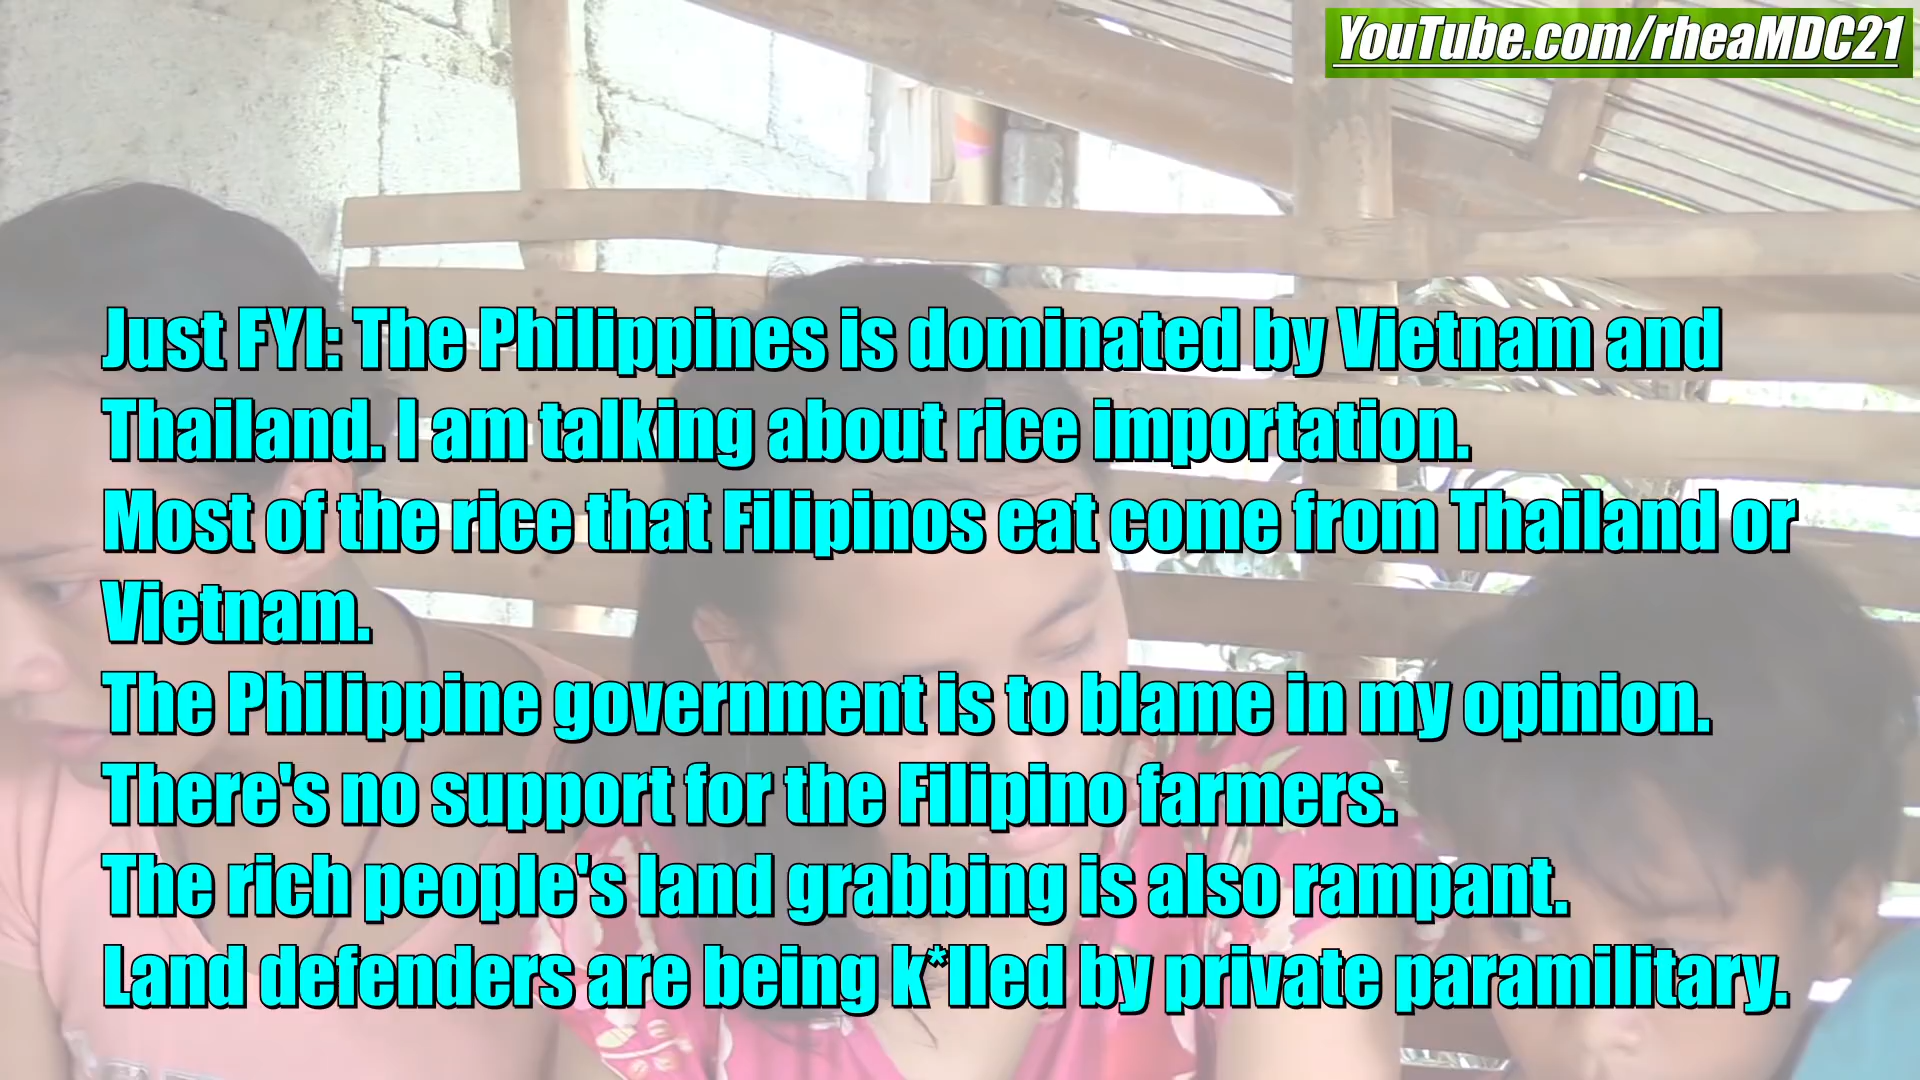 YouTube.com/rheaMDC21
Just FYI: The Philippines is dominated by Vietnam and
Thailand. I am talking about rice importation.
Most of the rice that Filipinos eat come from Thailand or
Vietnam.
The Philippine government is to blame in my opinion.
There's no support for the Filipino farmers.
The rich people's land grabbing is also rampant.
Land defenders are being k*lled by private paramilitary.